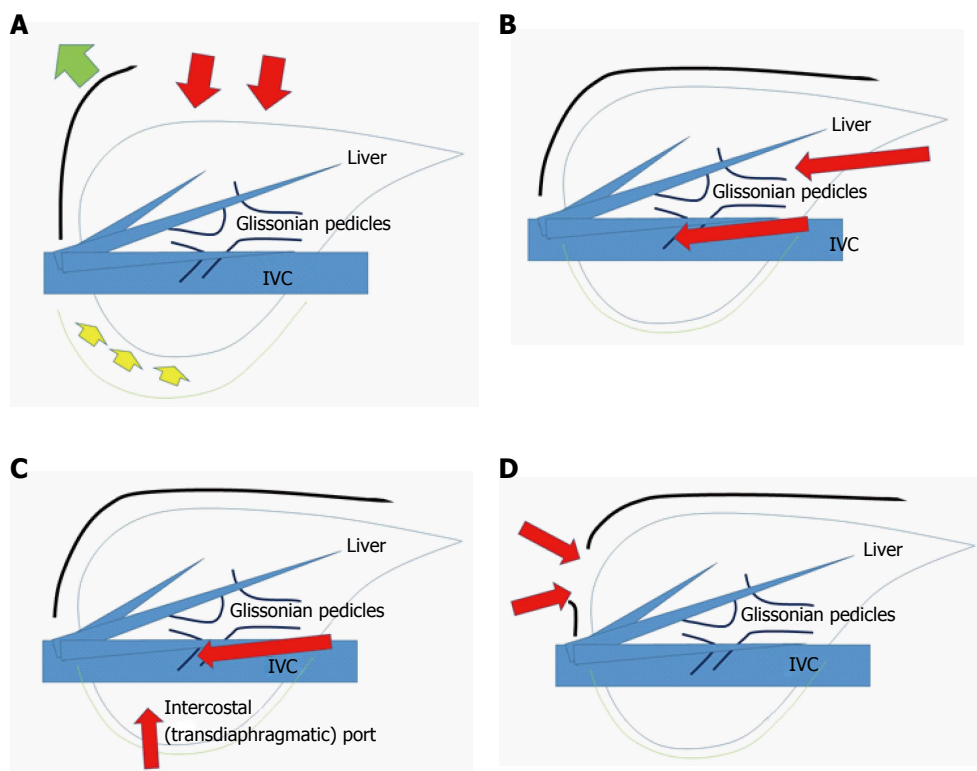 A
Liver
Glissonian pedicles
IVC
B
Liver
Glissonian pedicles
IVC
C
Liver
Glissonian pedicles
IVC
Intercostal
(transdiaphragmatic) port
D
Liver
Glissonian pedicles
IVC